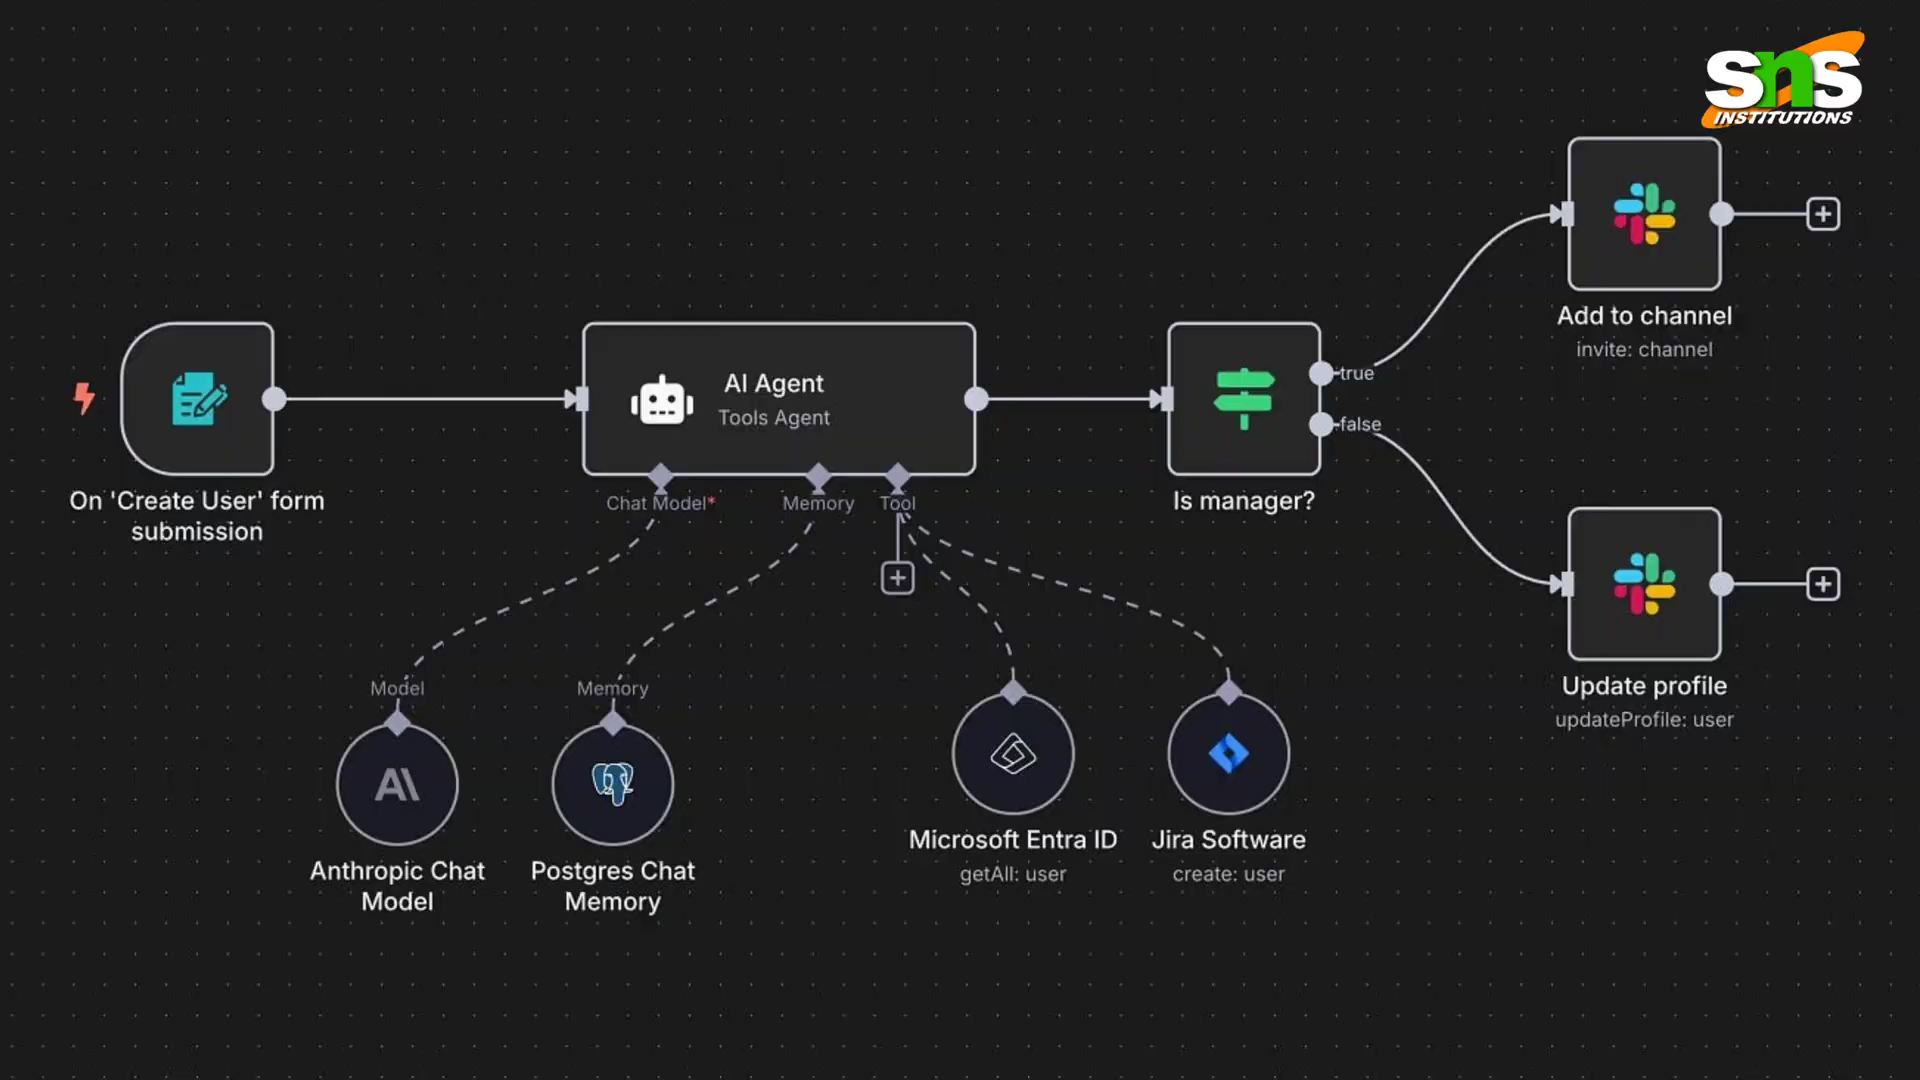 sns
INSTITUTIONS
On 'Create User' form
submission
AI Agent
Tools Agent
Chat Model*
Memory
Tool
Is manager?
true
false
Add to channel
invite: channel
Update profile
updateProfile: user
Model
Memory
AI
Anthropic Chat
Model
Postgres Chat
Memory
Microsoft Entra ID
getAll: user
Jira Software
create: user